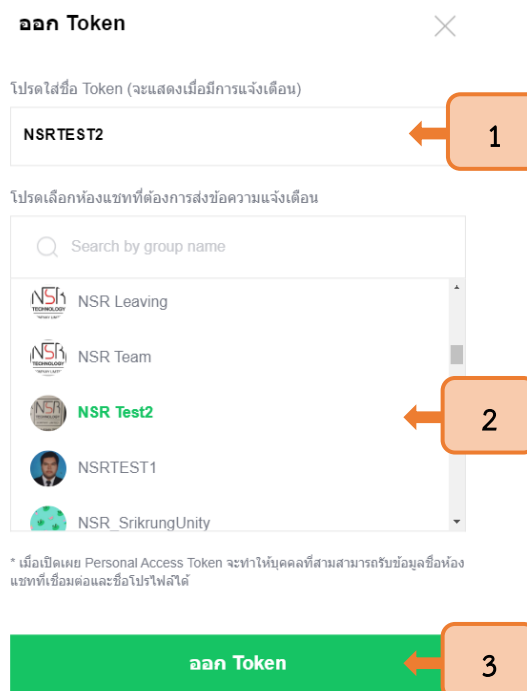 ออก Token
โปรดใส่ชื่อ Token (จะแสดงเมื่อมีการแจ้งเตือน)
NSRTEST2
1
โปรดเลือกห้องแชทที่ต้องการส่งข้อความแจ้งเตือน
Search by group name
NSR TECHNOLOGY NSR Leaving
NSR TECHNOLOGY NSR Team
NSR NSR Test2
2
NSRTEST1
NSR_SrikrungUnity
* เมื่อเปิดเผย Personal Access Token จะทำให้บุคคลที่สามสามารถรับข้อมูลชื่อห้อง
แชทที่เชื่อมต่อและชื่อโปรไฟล์ได้
ออก Token
3